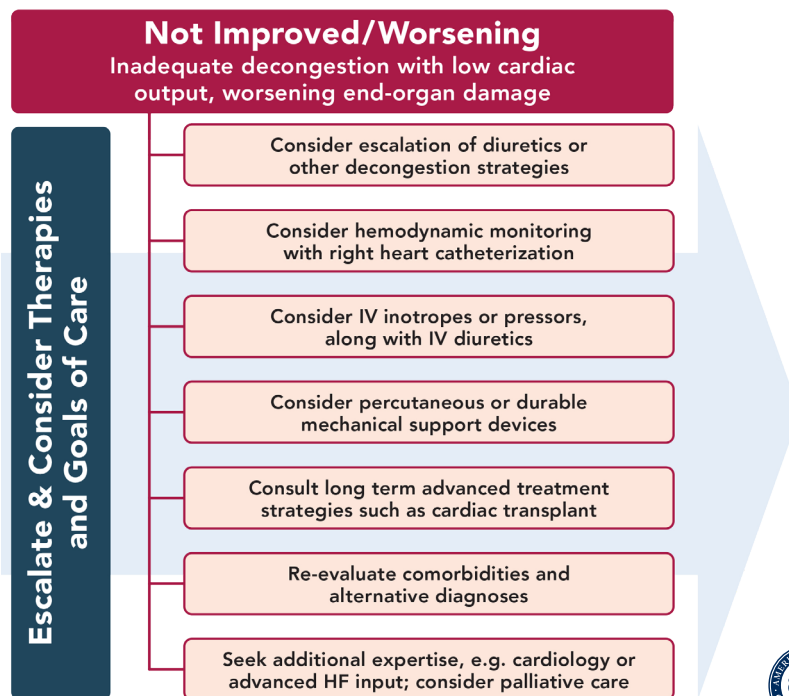 Not Improved/Worsening
Inadequate decongestion with low cardiac
output, worsening end-organ damage
Escalate & Consider Therapies
and Goals of Care
Consider escalation of diuretics or
other decongestion strategies
Consider hemodynamic monitoring
with right heart catheterization
Consider IV inotropes or pressors,
along with IV diuretics
Consider percutaneous or durable
mechanical support devices
Consult long term advanced treatment
strategies such as cardiac transplant
Re-evaluate comorbidities and
alternative diagnoses
Seek additional expertise, e.g. cardiology or
advanced HF input; consider palliative care